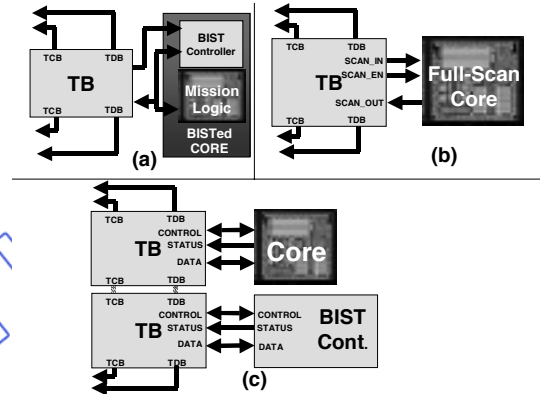 TCB TDB
TB
TCB TDB
BIST
Controller
Mission
Logic
BISTed
CORE
(a)
TCB TDB
SCAN_IN
TB SCAN_EN
SCAN_OUT
TCB TDB
Full-Scan
Core
(b)
TCB TDB
CONTROL
TB STATUS
DATA
TCB TDB
Core
TCB TDB
CONTROL
TB STATUS
DATA
TCB TDB
CONTROL
STATUS
DATA
BIST
Cont.
(c)